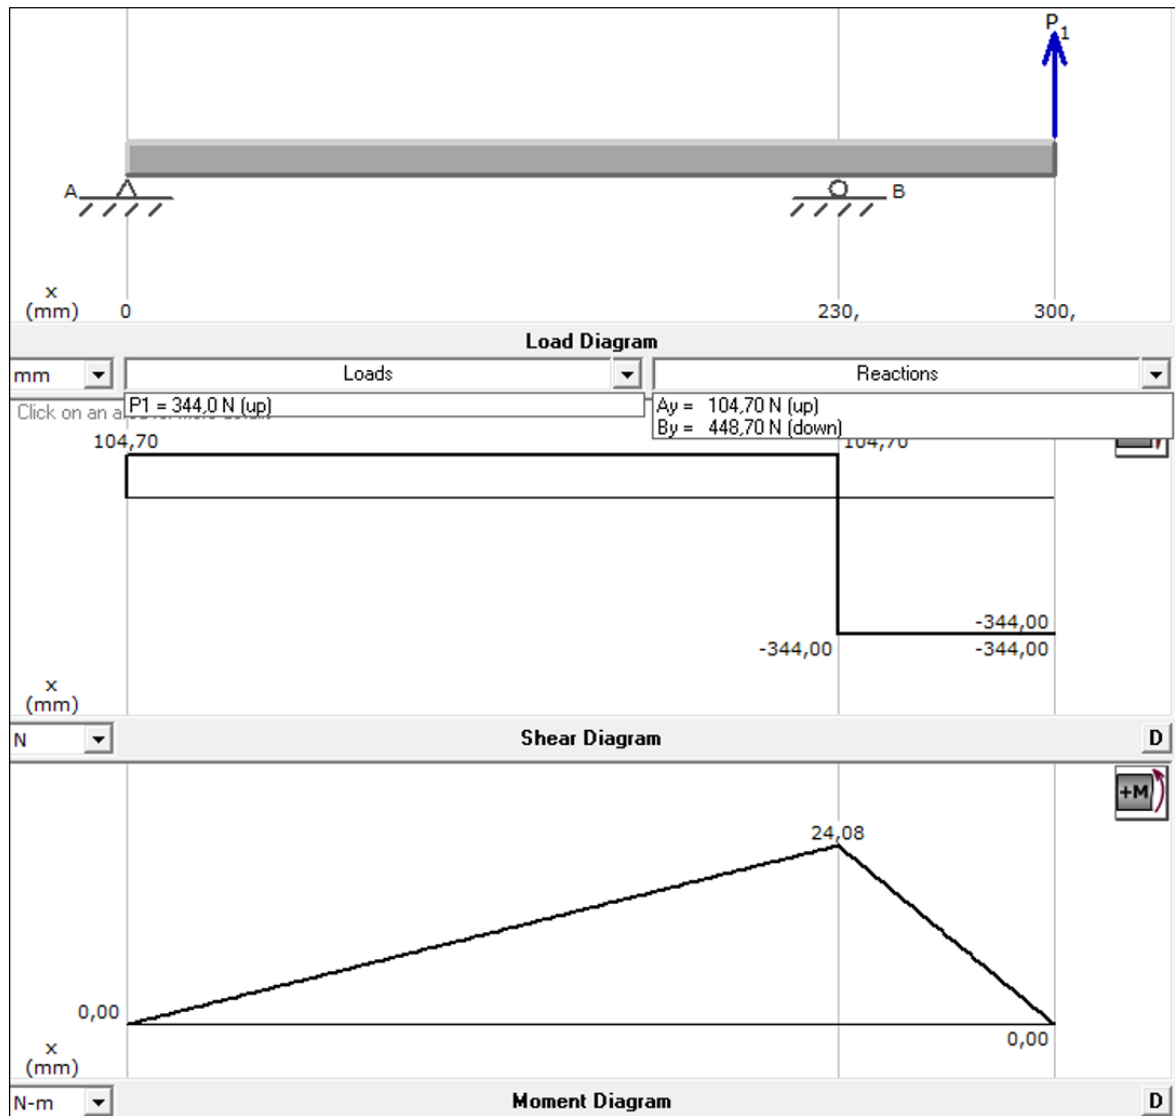 P1
A
B
x
(mm)
0
230,
300,
Load Diagram
mm
Loads
Reactions
P1 = 344,0 N (up)
Ay = 104,70 N (up)
By = 448,70 N (down)
Click on an a
104,70
104,70
-344,00
-344,00
-344,00
x
(mm)
N
Shear Diagram
D
+M
24,08
0,00
0,00
x
(mm)
N-m
Moment Diagram
D